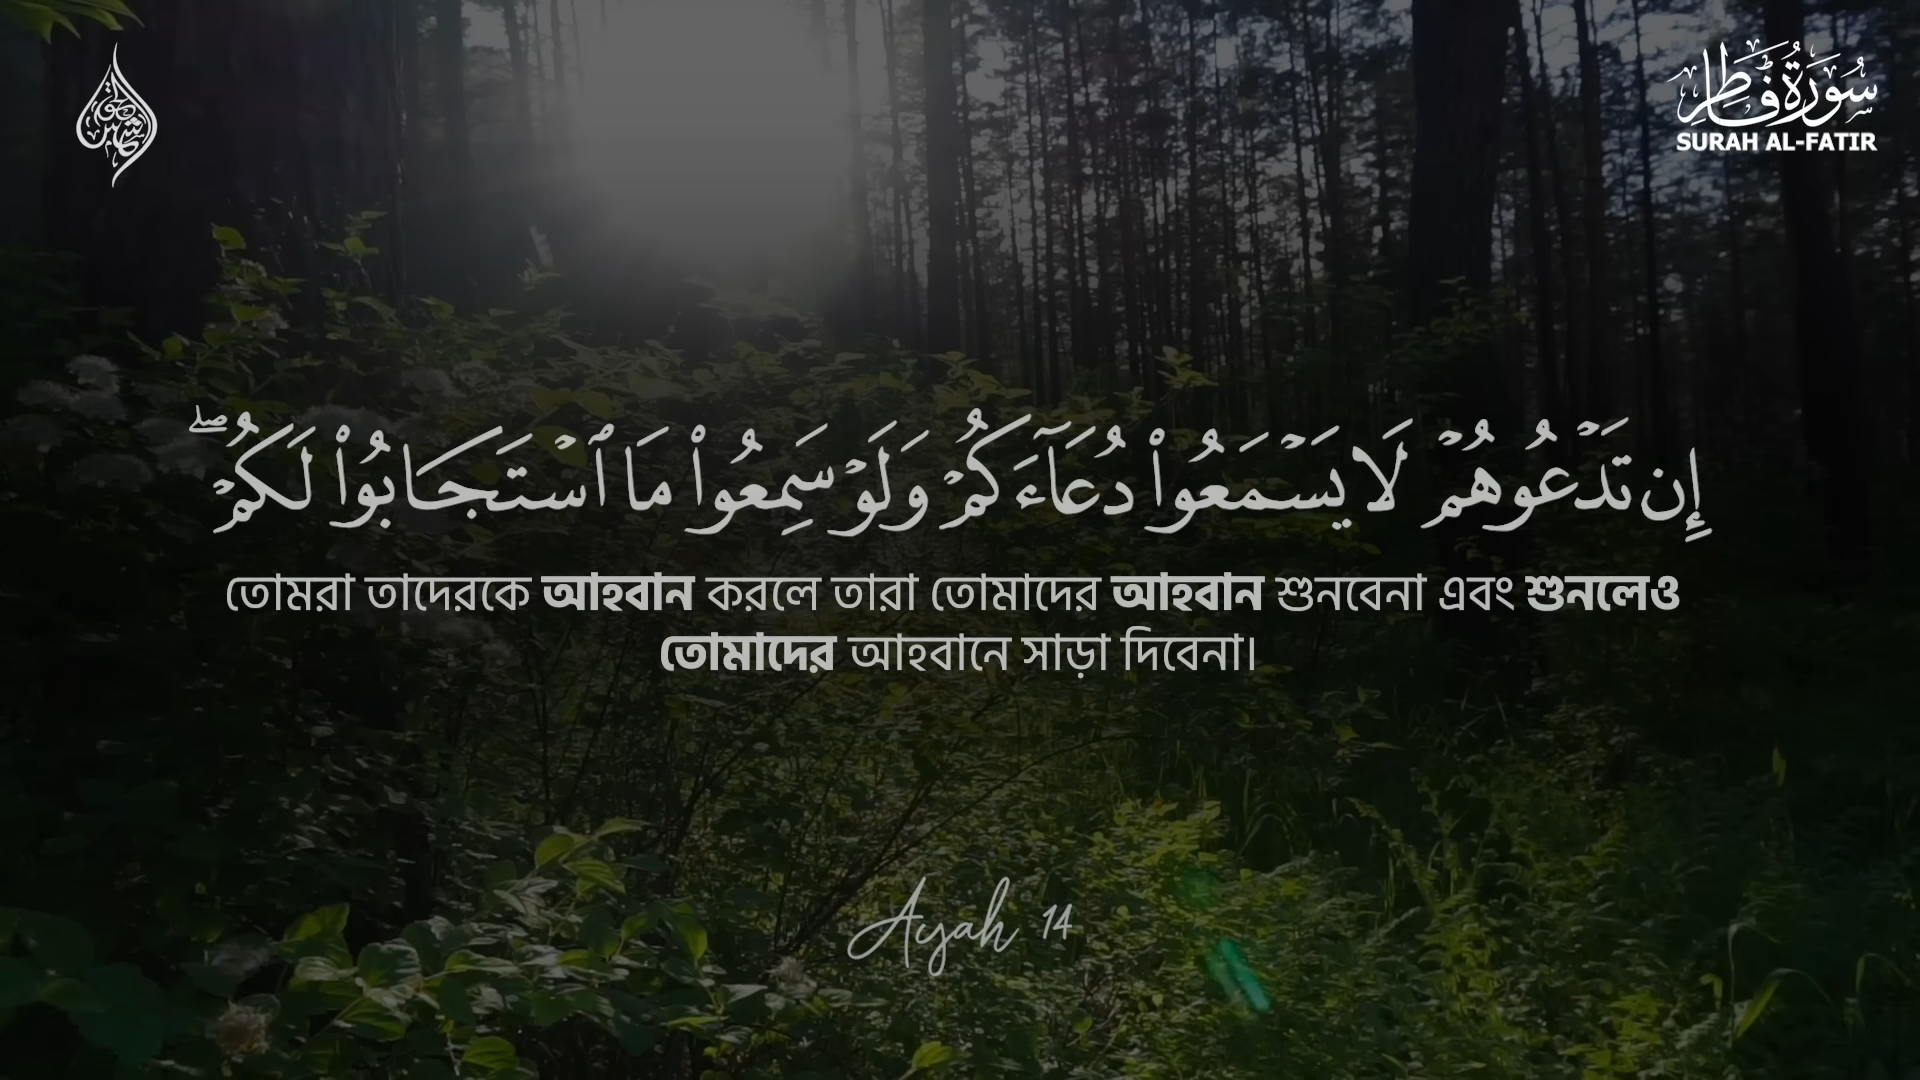 سُورَةُ فَاطِر
SURAH AL-FATIR
إِن تَدْعُوهُمْ لَا يَسْمَعُوا۟ دُعَآءَكُمْ وَلَوْ سَمِعُوا۟ مَا ٱسْتَجَابُوا۟ لَكُمْ ۖ
তোমরা তাদেরকে আহবান করলে তারা তোমাদের আহবান শুনবেনা এবং শুনলেও
তোমাদের আহবানে সাড়া দিবেনা।
Ayah 14